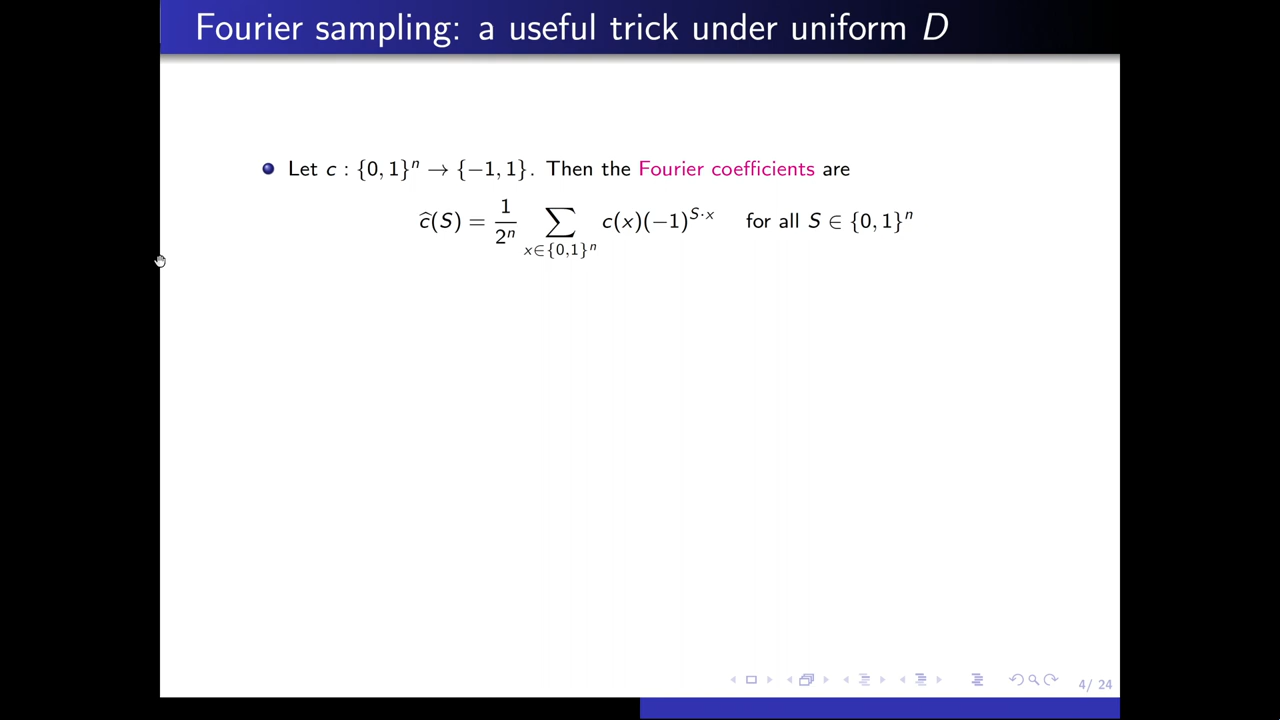 Fourier sampling: a useful trick under uniform D
Let c : {0, 1}ⁿ → {−1, 1}. Then the Fourier coefficients are
ĉ(S) = 1/2ⁿ ∑_{x∈{0,1}ⁿ} c(x)(−1)^{S·x} for all S ∈ {0, 1}ⁿ
4/ 24